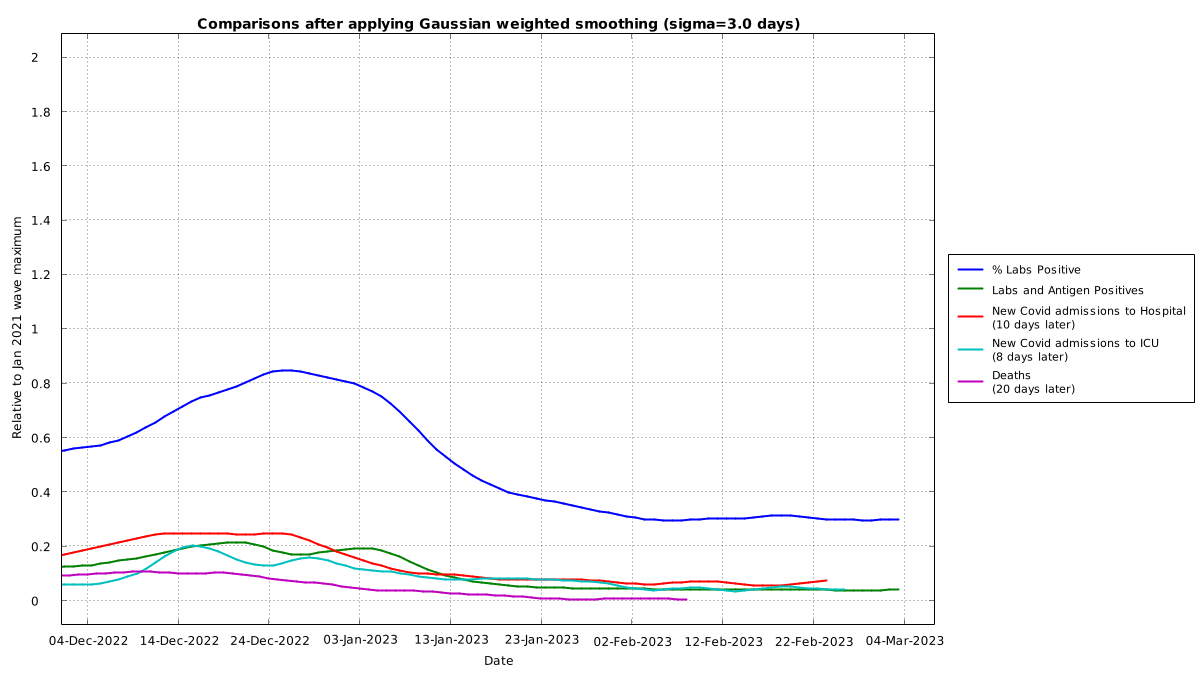 Comparisons after applying Gaussian weighted smoothing (sigma=3.0 days)
2
1.8
1.6
1.4
1.2
1
0.8
0.6
0.4
0.2
0
Relative to Jan 2021 wave maximum
04-Dec-2022 14-Dec-2022 24-Dec-2022 03-Jan-2023 13-Jan-2023 23-Jan-2023 02-Feb-2023 12-Feb-2023 22-Feb-2023 04-Mar-2023
Date
% Labs Positive
Labs and Antigen Positives
New Covid admissions to Hospital
(10 days later)
New Covid admissions to ICU
(8 days later)
Deaths
(20 days later)